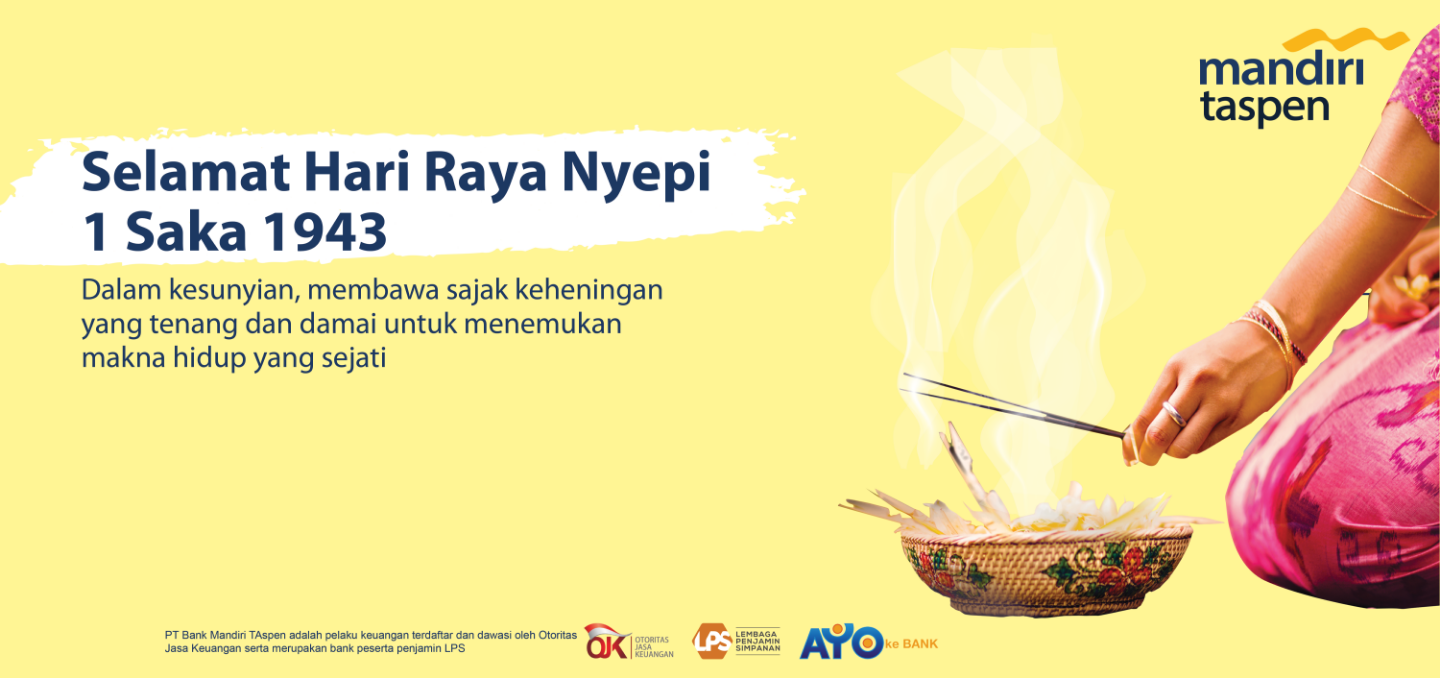 mandiri
taspen
Selamat Hari Raya Nyepi
1 Saka 1943
Dalam kesunyian, membawa sajak keheningan
yang tenang dan damai untuk menemukan
makna hidup yang sejati
PT Bank Mandiri TAspen adalah pelaku keuangan terdaftar dan dawasi oleh Otoritas
Jasa Keuangan serta merupakan bank peserta penjamin LPS
OJK
OTORITAS
JASA
KEUANGAN
LPS
LEMBAGA
PENJAMIN
SIMPANAN
AYO ke BANK